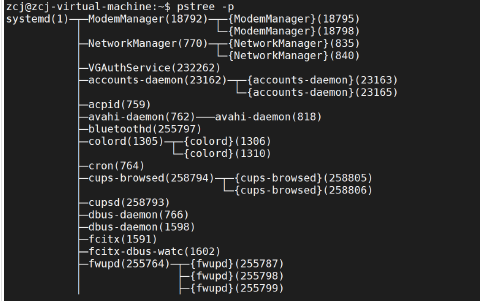 zcj@zcj-virtual-machine:~$ pstree -p
systemd(1)─┬─ModemManager(18792)─┬─{ModemManager}(18795)
           │                     └─{ModemManager}(18798)
           ├─NetworkManager(770)─┬─{NetworkManager}(835)
           │                     └─{NetworkManager}(840)
           ├─VGAuthService(232262)
           ├─accounts-daemon(23162)─┬─{accounts-daemon}(23163)
           │                        └─{accounts-daemon}(23165)
           ├─acpid(759)
           ├─avahi-daemon(762)───avahi-daemon(818)
           ├─bluetoothd(255797)
           ├─colord(1305)─┬─{colord}(1306)
           │              └─{colord}(1310)
           ├─cron(764)
           ├─cups-browsed(258794)─┬─{cups-browsed}(258805)
           │                      └─{cups-browsed}(258806)
           ├─cupsd(258793)
           ├─dbus-daemon(766)
           ├─dbus-daemon(1598)
           ├─fcitx(1591)
           ├─fcitx-dbus-watc(1602)
           ├─fwupd(255764)─┬─{fwupd}(255787)
           │               ├─{fwupd}(255798)
           │               ├─{fwupd}(255799)